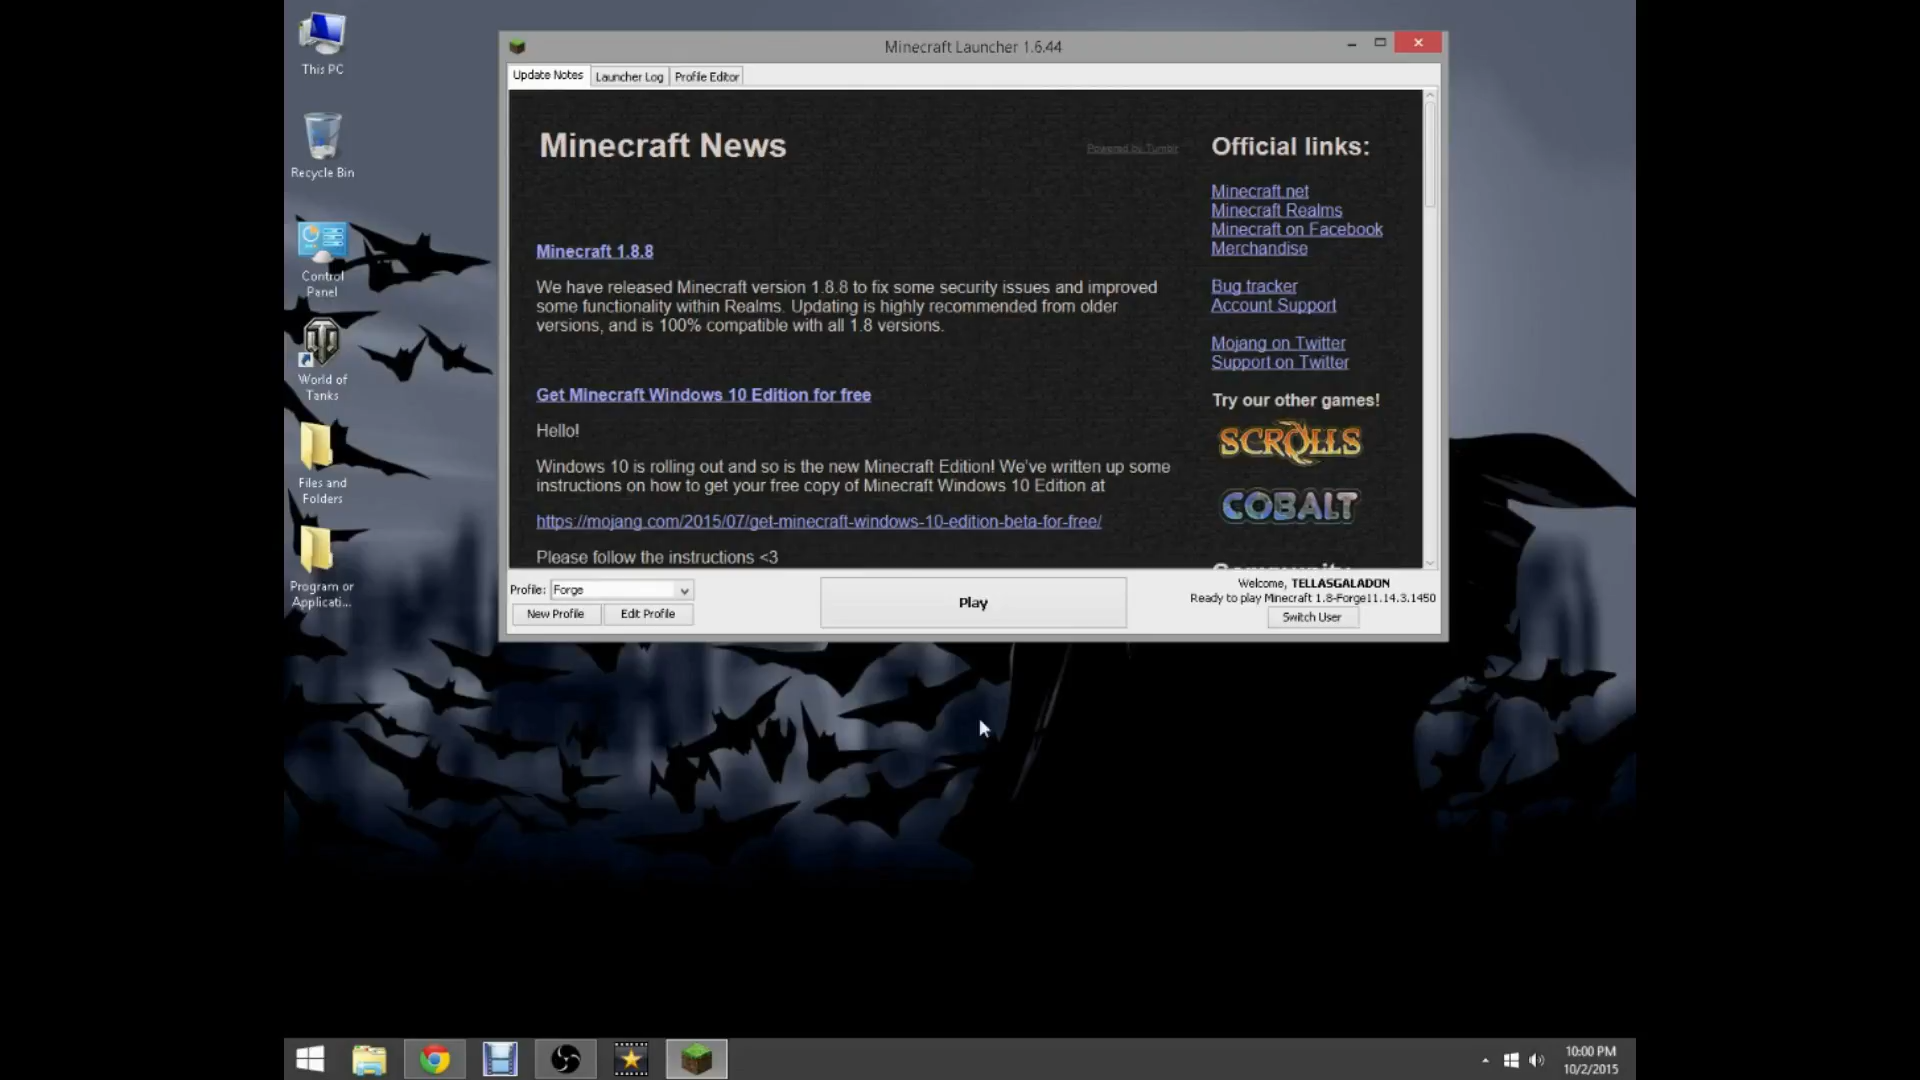 This PC
Recycle Bin
Control
Panel
World of
Tanks
Files and
Folders
Program or
Applicati...
Minecraft Launcher 1.6.44
Update Notes
Launcher Log
Profile Editor
Minecraft News
Powered by Tumblr
Minecraft 1.8.8
We have released Minecraft version 1.8.8 to fix some security issues and improved
some functionality within Realms. Updating is highly recommended from older
versions, and is 100% compatible with all 1.8 versions.
Get Minecraft Windows 10 Edition for free
Hello!
Windows 10 is rolling out and so is the new Minecraft Edition! We've written up some
instructions on how to get your free copy of Minecraft Windows 10 Edition at
https://mojang.com/2015/07/get-minecraft-windows-10-edition-beta-for-free/
Please follow the instructions <3
Official links:
Minecraft.net
Minecraft Realms
Minecraft on Facebook
Merchandise
Bug tracker
Account Support
Mojang on Twitter
Support on Twitter
Try our other games!
SCROLLS
COBALT
Profile: Forge
New Profile
Edit Profile
Play
Welcome, TELLASGALADON
Ready to play Minecraft 1.8-Forge11.14.3.1450
Switch User
10:00 PM
10/2/2015